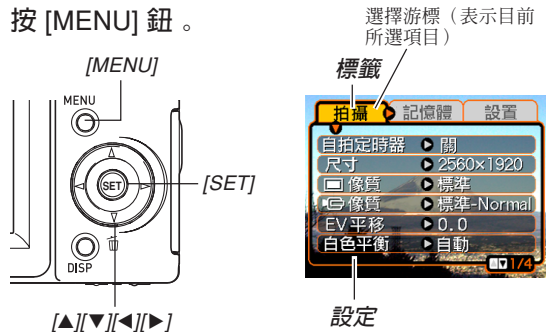 按 [MENU] 鈕。
選擇游標（表示目前
所選項目）
[MENU]
標籤
MENU
SET
[SET]
DISP
[▲][▼][◀][▶]
拍攝 記憶體 設置
自拍定時器 關
尺寸 2560×1920
像質 標準
像質 標準-Normal
EV平移 0.0
白色平衡 自動
1/4
設定